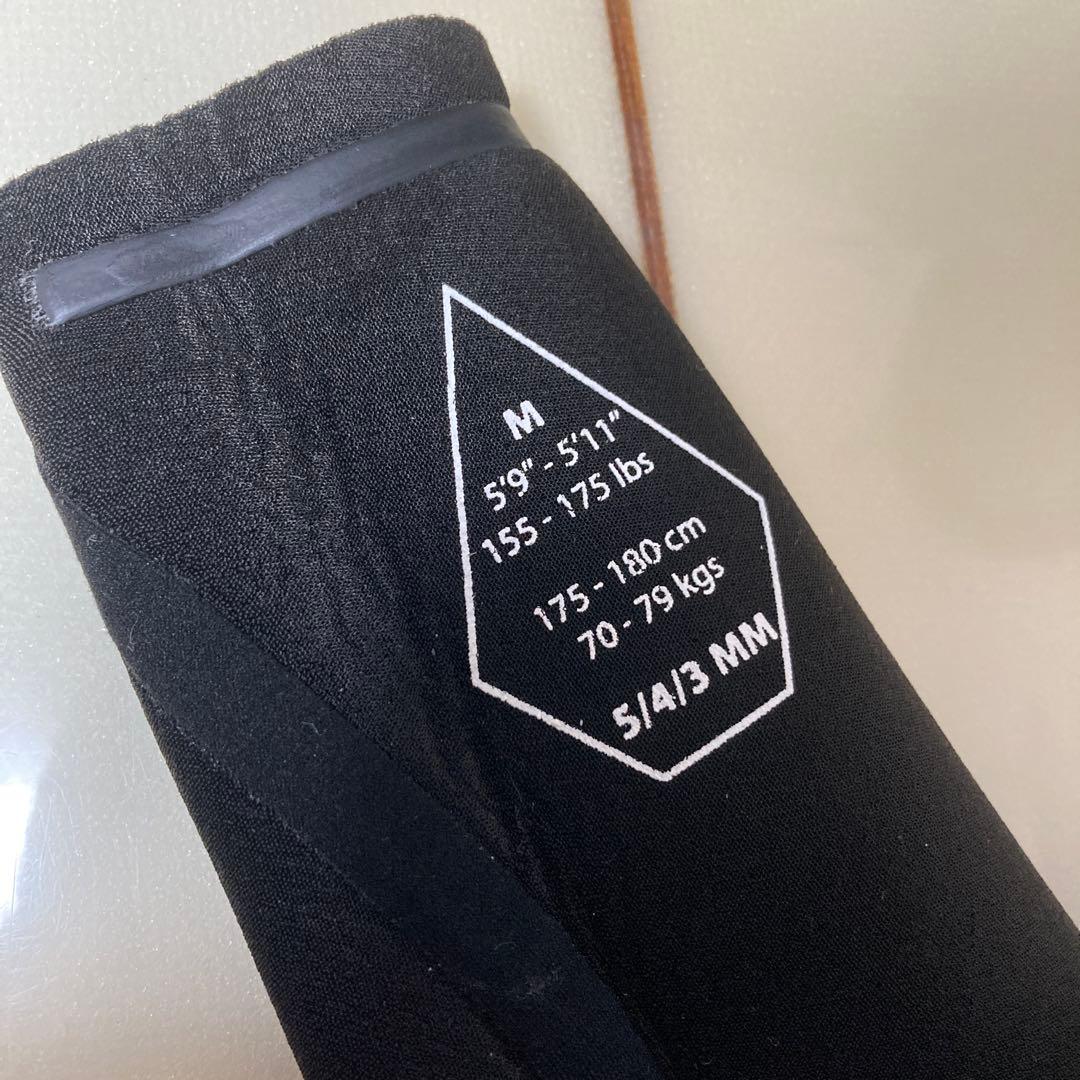 M
5'9" - 5'11"
155 - 175 lbs
175 - 180 cm
70 - 79 kgs
5/4/3 MM